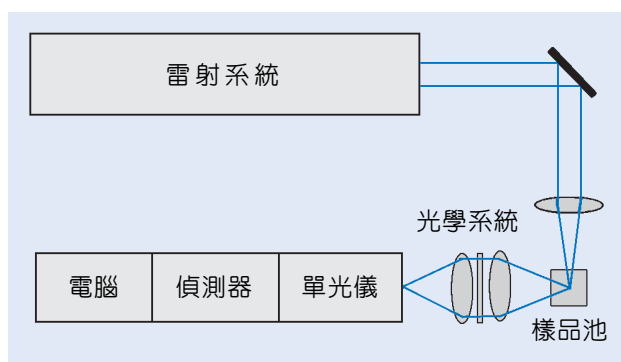 雷射系統
光學系統
電腦
偵測器
單光儀
樣品池